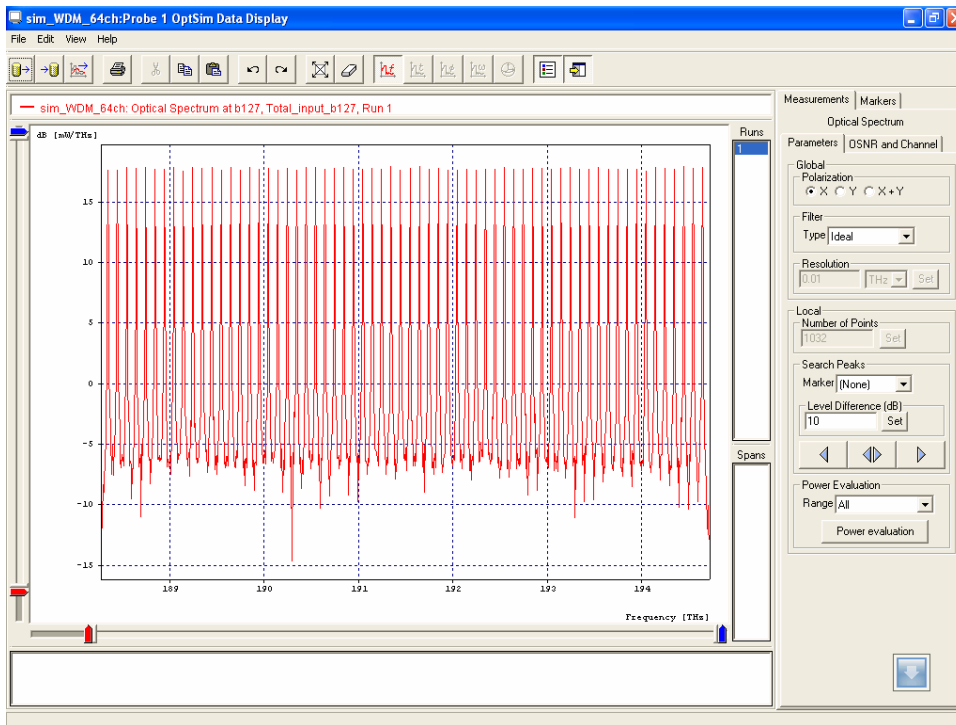 sim_WDM_64ch:Probe 1 OptSim Data Display
File Edit View Help
sim_WDM_64ch: Optical Spectrum at b127, Total_input_b127, Run 1
dB [mW/THz]
15
10
5
0
-5
-10
-15
189 190 191 192 193 194
Frequency [THz]
Runs
1
Spans
Measurements Markers
Optical Spectrum
Parameters OSNR and Channel
Global
Polarization
X Y X+Y
Filter
Type Ideal
Resolution
0.01 THz Set
Local
Number of Points
1032 Set
Search Peaks
Marker (None)
Level Difference (dB)
10 Set
Power Evaluation
Range All
Power evaluation